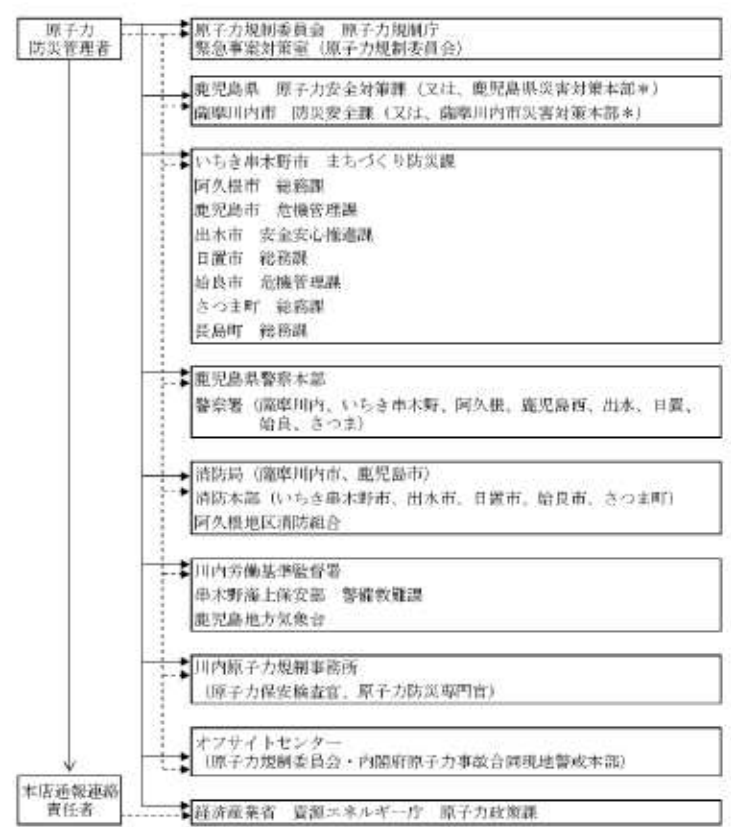 原子力
防災管理者
原子力規制委員会　原子力規制庁
緊急事案対策室（原子力規制委員会）
鹿児島県　原子力安全対策課（又は、鹿児島県災害対策本部＊）
薩摩川内市　防災安全課（又は、薩摩川内市災害対策本部＊）
いちき串木野市　まちづくり防災課
阿久根市　総務課
鹿児島市　危機管理課
出水市　安全安心推進課
日置市　総務課
姶良市　危機管理課
さつま町　総務課
長島町　総務課
鹿児島県警察本部
警察署（薩摩川内、いちき串木野、阿久根、鹿児島西、出水、日置、
姶良、さつま）
消防局（薩摩川内市、鹿児島市）
消防本部（いちき串木野市、出水市、日置市、姶良市、さつま町）
阿久根地区消防組合
川内労働基準監督署
串木野海上保安部　警備救難課
鹿児島地方気象台
川内原子力規制事務所
（原子力保安検査官、原子力防災専門官）
オフサイトセンター
（原子力規制委員会・内閣府原子力事故合同現地警戒本部）
本店通報連絡
責任者
経済産業省　資源エネルギー庁　原子力政策課